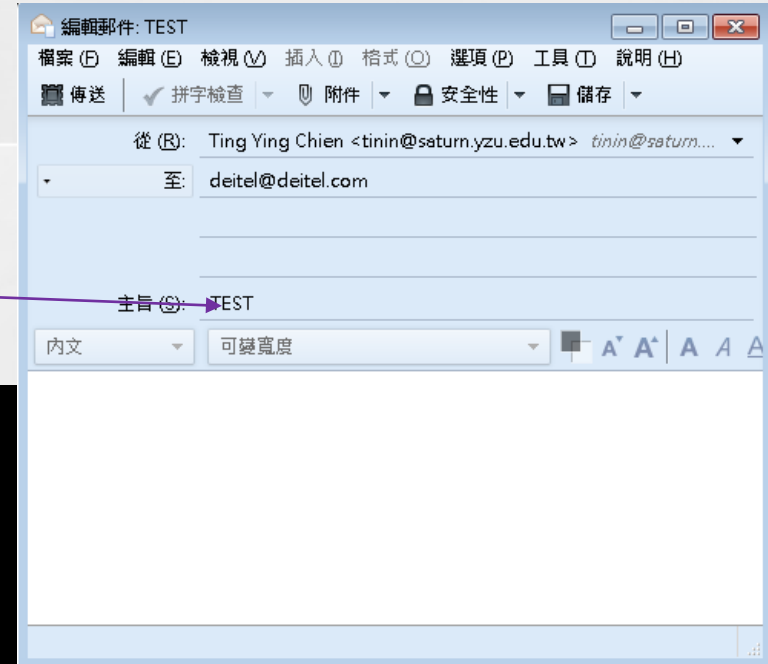 編輯郵件: TEST
檔案 (F) 編輯 (E) 檢視 (V) 插入 (I) 格式 (O) 選項 (P) 工具 (T) 說明 (H)
傳送 拼字檢查 附件 安全性 儲存
從 (R): Ting Ying Chien <tinin@saturn.yzu.edu.tw> tinin@saturn....
至: deitel@deitel.com
主旨 (S): TEST
內文 可變寬度 A A A A A